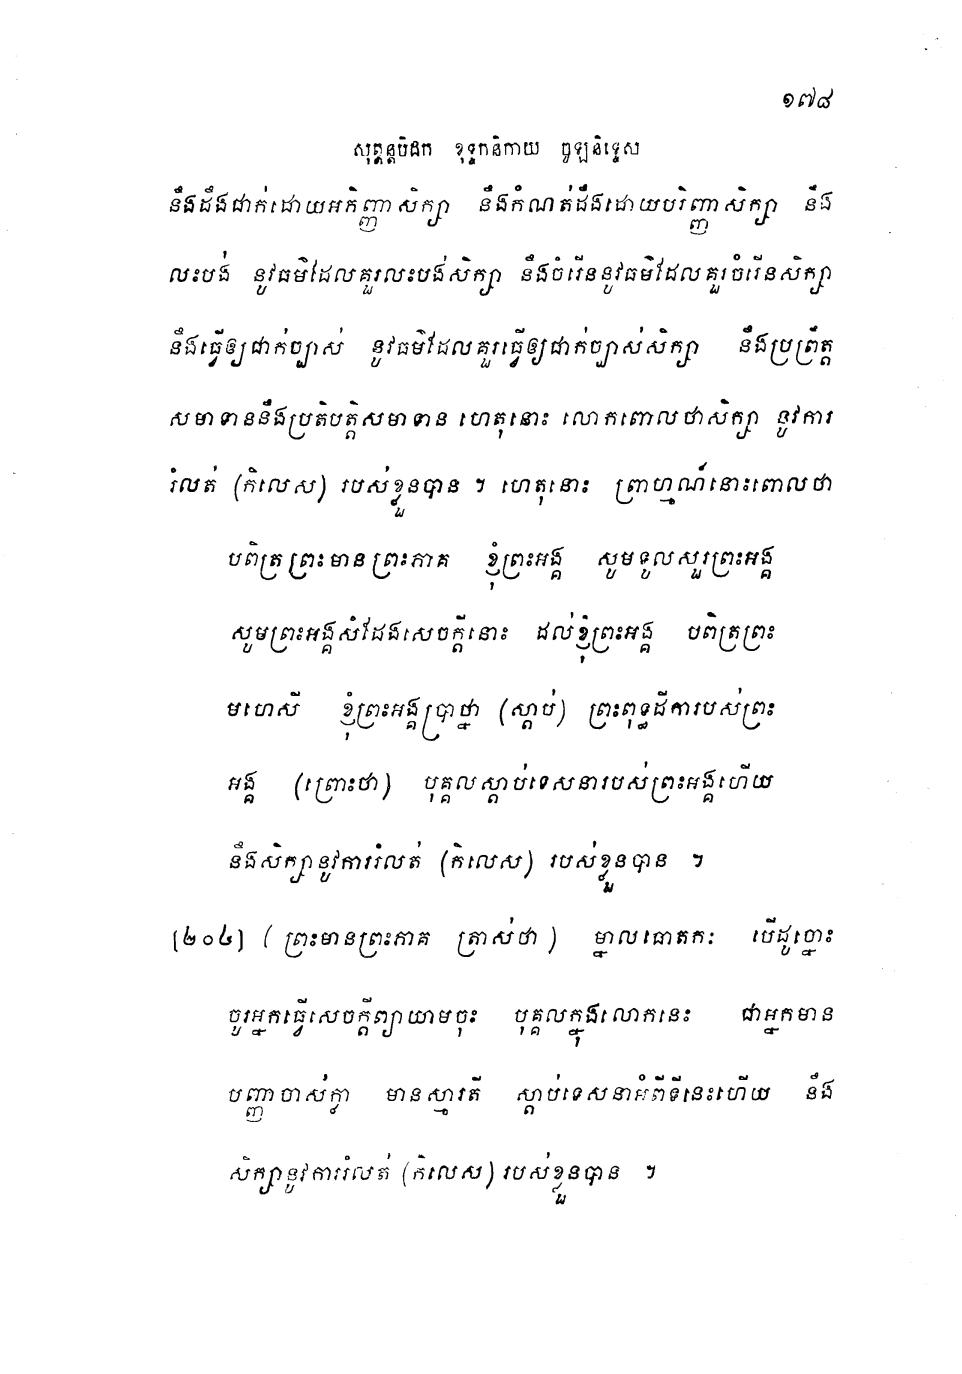 ១៧៨
សុត្តន្តបិដក ខុទ្ទកនិកាយ ចូឡនិទ្ទេស
នឹងដឹងជាក់ដោយអភិញ្ញាសិក្សា នឹងកំណត់ដឹងដោយបរិញ្ញាសិក្សា នឹង
លះបង់ នូវធម៌ដែលគួរលះបង់សិក្សា នឹងចំរើននូវធម៌ដែលគួរចំរើនសិក្សា
នឹងធ្វើឲ្យជាក់ច្បាស់ នូវធម៌ដែលគួរធ្វើឲ្យជាក់ច្បាស់សិក្សា នឹងប្រព្រឹត្ត
សមាទាននឹងប្រតិបត្តិសមាទាន ហេតុនោះ លោកពោលថាសិក្សា នូវការ
រំលត់ (កិលេស) របស់ខ្លួនបាន ។ ហេតុនោះ ព្រាហ្មណ៍នោះពោលថា
បពិត្រព្រះមានព្រះភាគ ខ្ញុំព្រះអង្គ សូមទូលសួរព្រះអង្គ
សូមព្រះអង្គសំដែងសេចក្តីនោះ ដល់ខ្ញុំព្រះអង្គ បពិត្រព្រះ
មហេសី ខ្ញុំព្រះអង្គប្រាថ្នា (ស្តាប់) ព្រះពុទ្ធដីការបស់ព្រះ
អង្គ (ព្រោះថា) បុគ្គលស្តាប់ទេសនារបស់ព្រះអង្គហើយ
នឹងសិក្សានូវការរំលត់ (កិលេស) របស់ខ្លួនបាន ។
[២០៤] (ព្រះមានព្រះភាគ ត្រាស់ថា) ម្នាលធោតកៈ បើដូច្នោះ
ចូរអ្នកធ្វើសេចក្តីព្យាយាមចុះ បុគ្គលក្នុងលោកនេះ ជាអ្នកមាន
បញ្ញាចាស់ក្លា មានស្មារតី ស្តាប់ទេសនាអំពីទីនេះហើយ នឹង
សិក្សានូវការរំលត់ (កិលេស) របស់ខ្លួនបាន ។